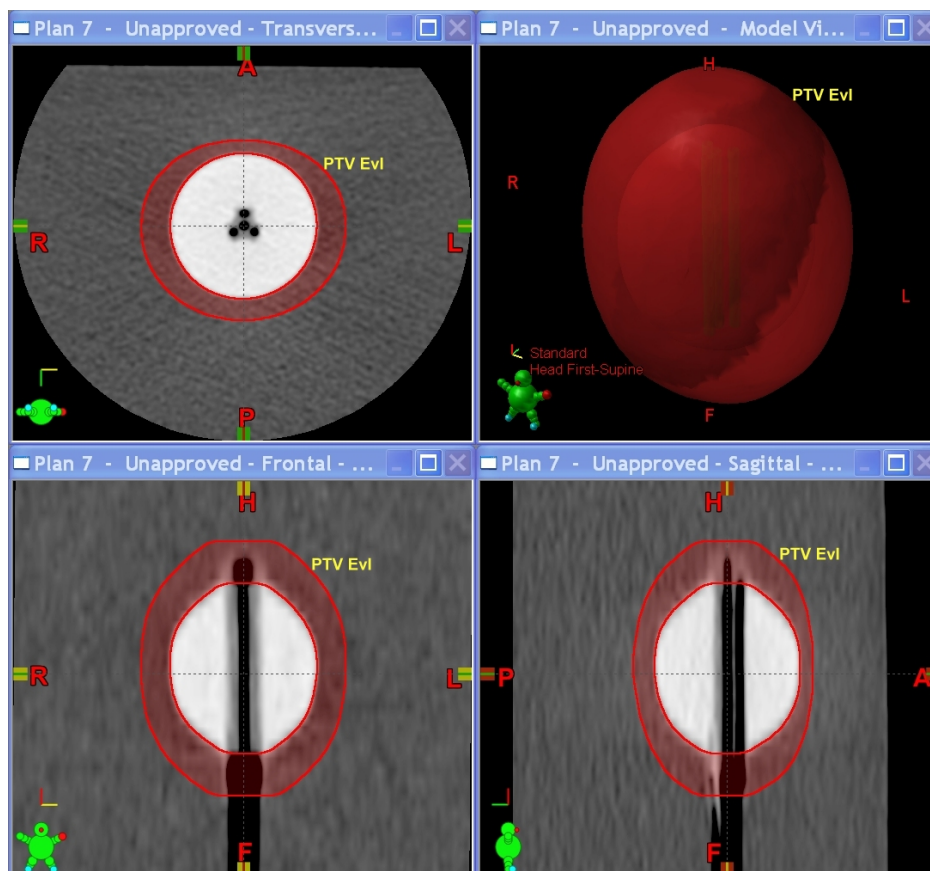 Plan 7 - Unapproved - Transvers...
A
PTV Evl
R
L
P
Plan 7 - Unapproved - Model Vi...
H
PTV Evl
R
L
L
Standard
Head First-Supine
F
Plan 7 - Unapproved - Frontal - ...
H
PTV Evl
R
L
F
Plan 7 - Unapproved - Sagittal - ...
H
PTV Evl
P
A
F